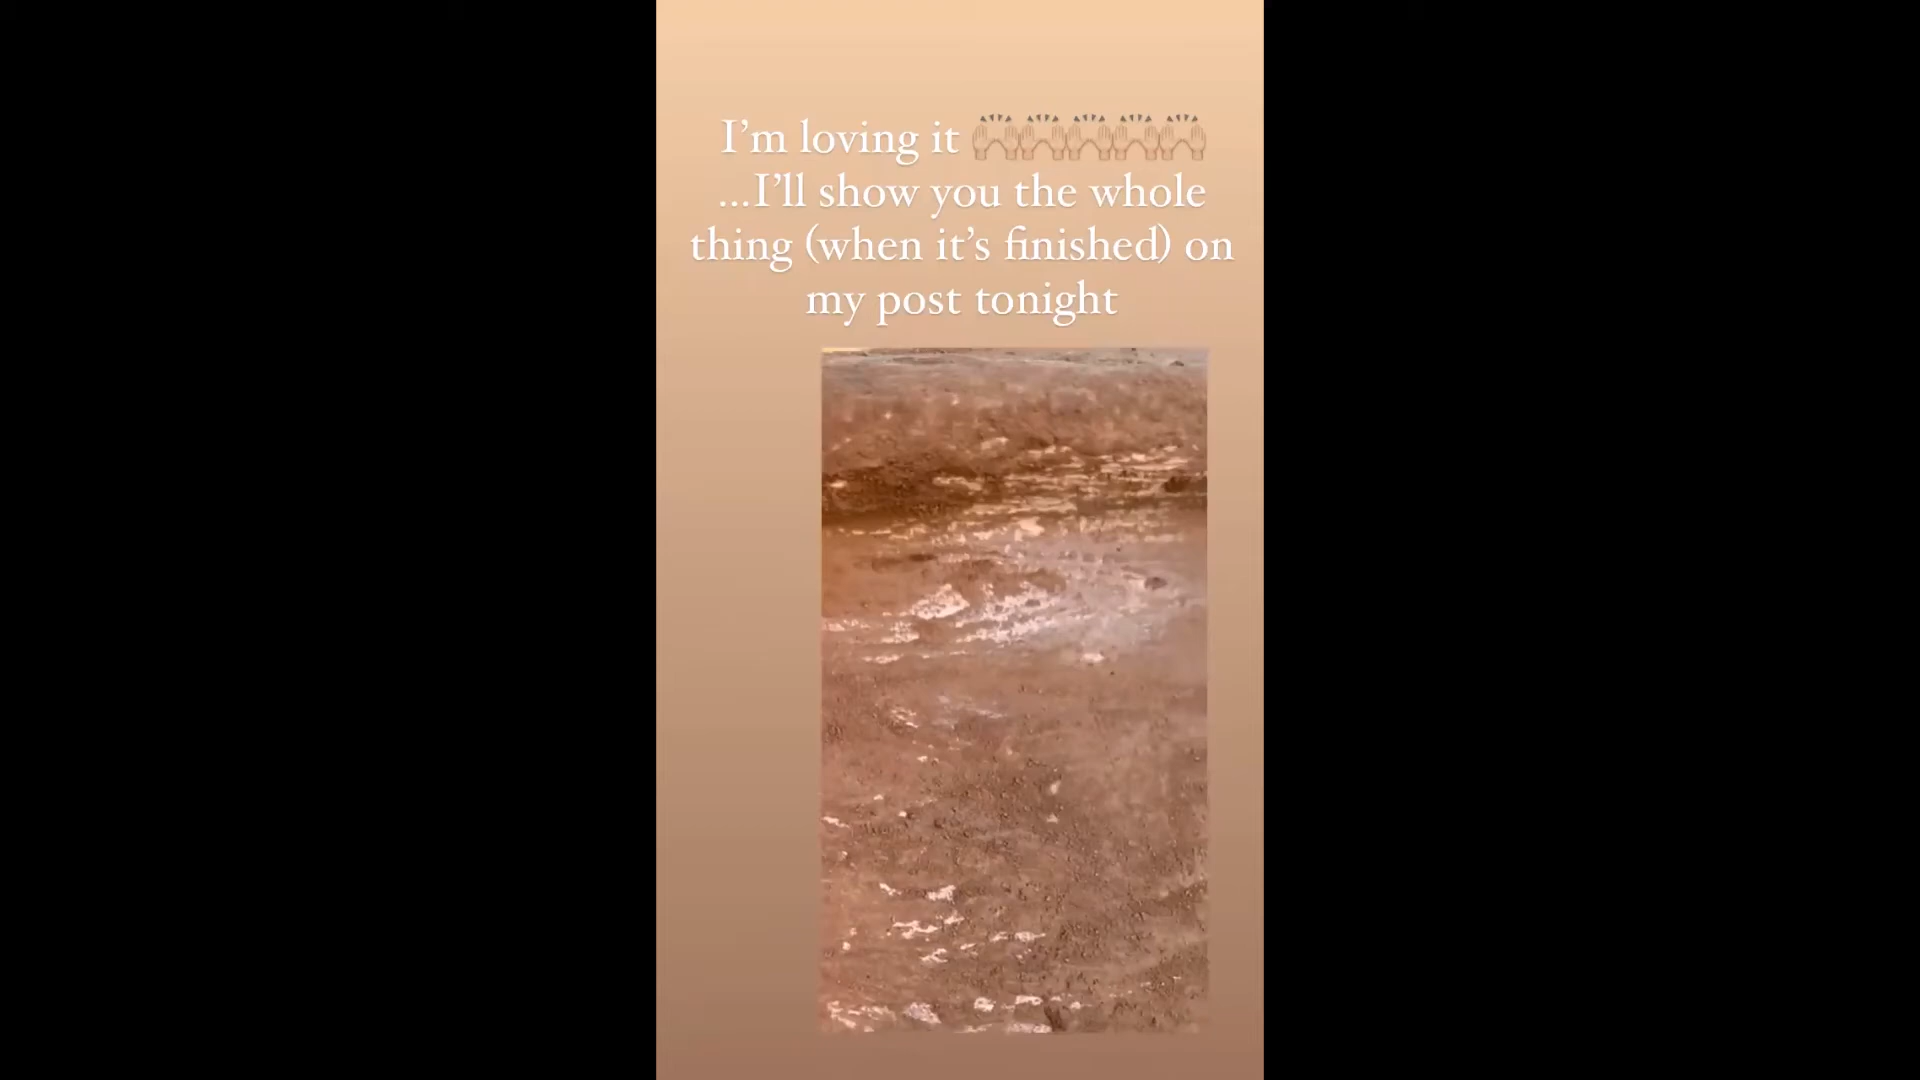 I’m loving it 🙌🏼🙌🏼🙌🏼🙌🏼🙌🏼
...I’ll show you the whole
thing (when it’s finished) on
my post tonight